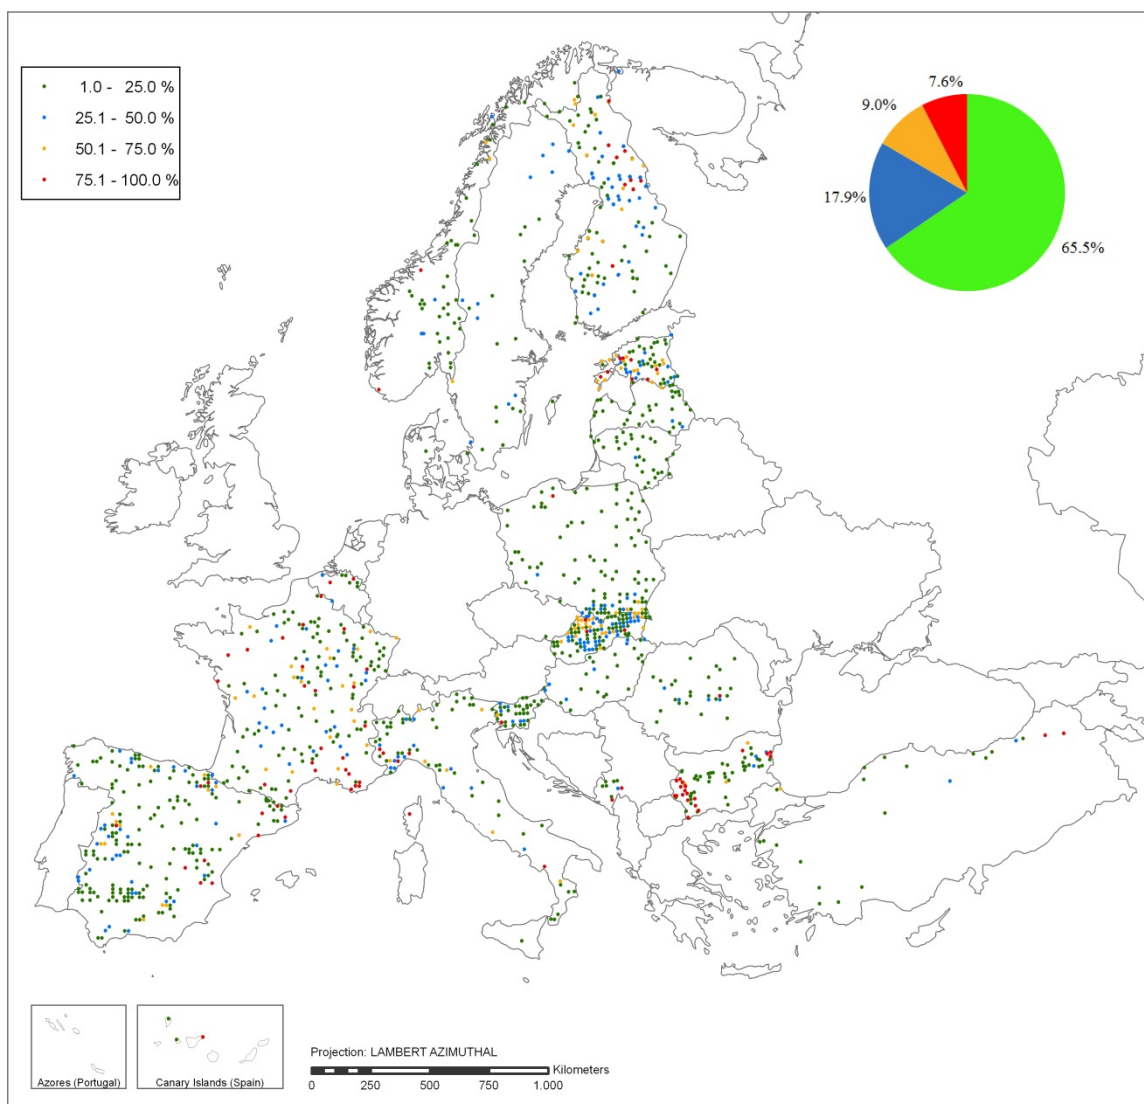 1.0 - 25.0 %
25.1 - 50.0 %
50.1 - 75.0 %
75.1 - 100.0 %
7.6%
9.0%
17.9%
65.5%
Azores (Portugal)
Canary Islands (Spain)
Projection: LAMBERT AZIMUTHAL
Kilometers
0 250 500 750 1.000